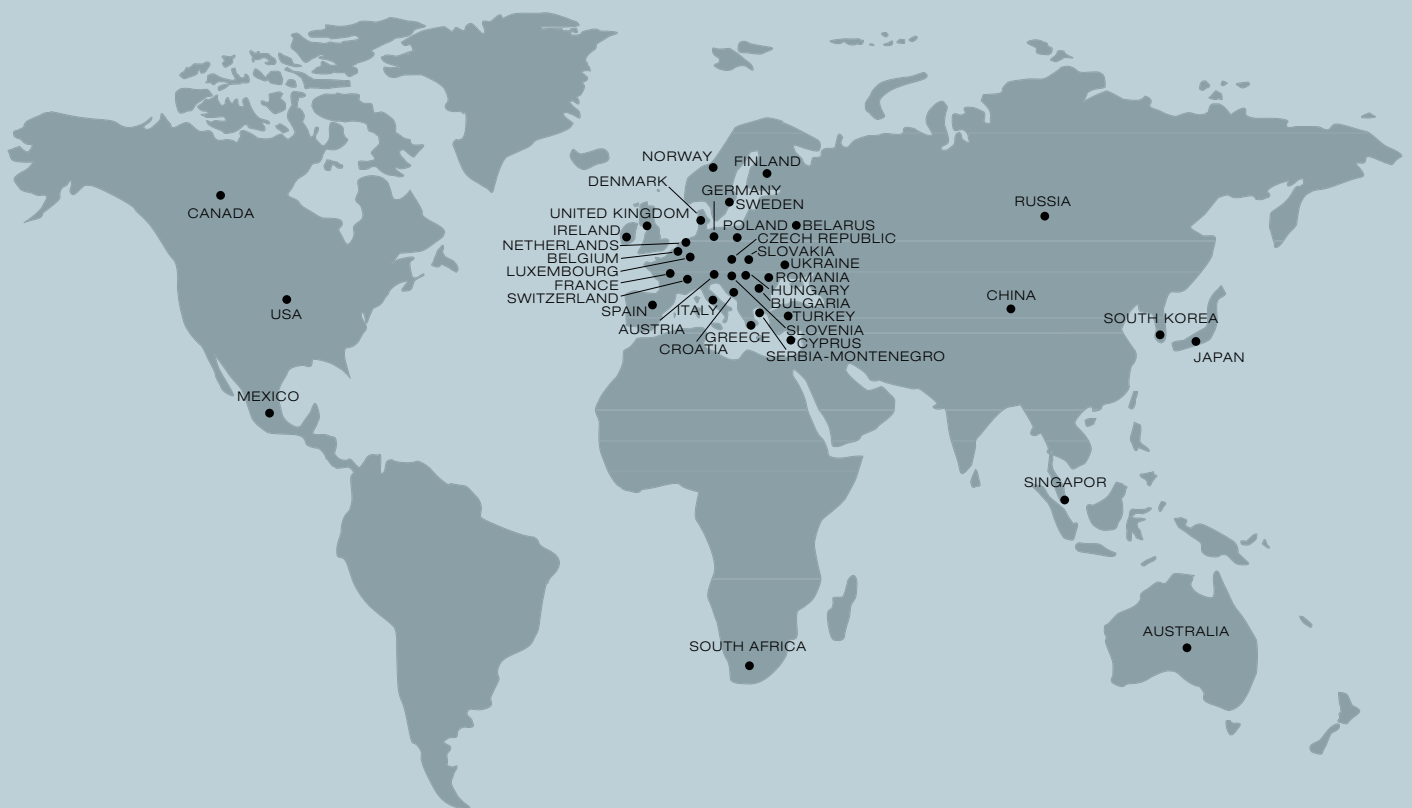 NORWAY
FINLAND
DENMARK
GERMANY
CANADA
SWEDEN
RUSSIA
UNITED KINGDOM
IRELAND
POLAND
BELARUS
NETHERLANDS
CZECH REPUBLIC
BELGIUM
SLOVAKIA
LUXEMBOURG
UKRAINE
FRANCE
ROMANIA
SWITZERLAND
HUNGARY
CHINA
SPAIN
ITALY
BULGARIA
USA
TURKEY
SOUTH KOREA
AUSTRIA
SLOVENIA
GREECE
CYPRUS
CROATIA
SERBIA-MONTENEGRO
JAPAN
MEXICO
SINGAPOR
AUSTRALIA
SOUTH AFRICA